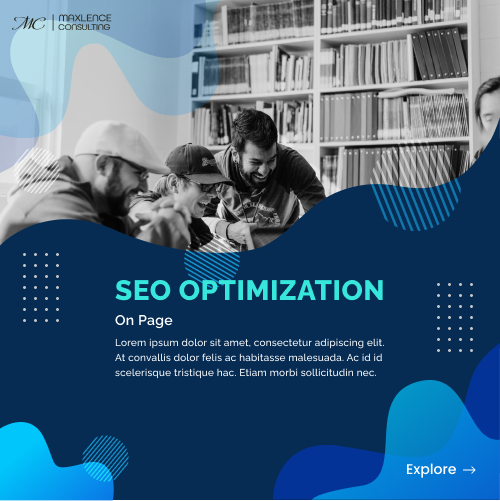 MC | MAXLENCE
CONSULTING
SEO OPTIMIZATION
On Page
Lorem ipsum dolor sit amet, consectetur adipiscing elit.
At convallis dolor felis ac habitasse malesuada. Ac id id
scelerisque tristique hac. Etiam morbi sollicitudin nec.
Explore →